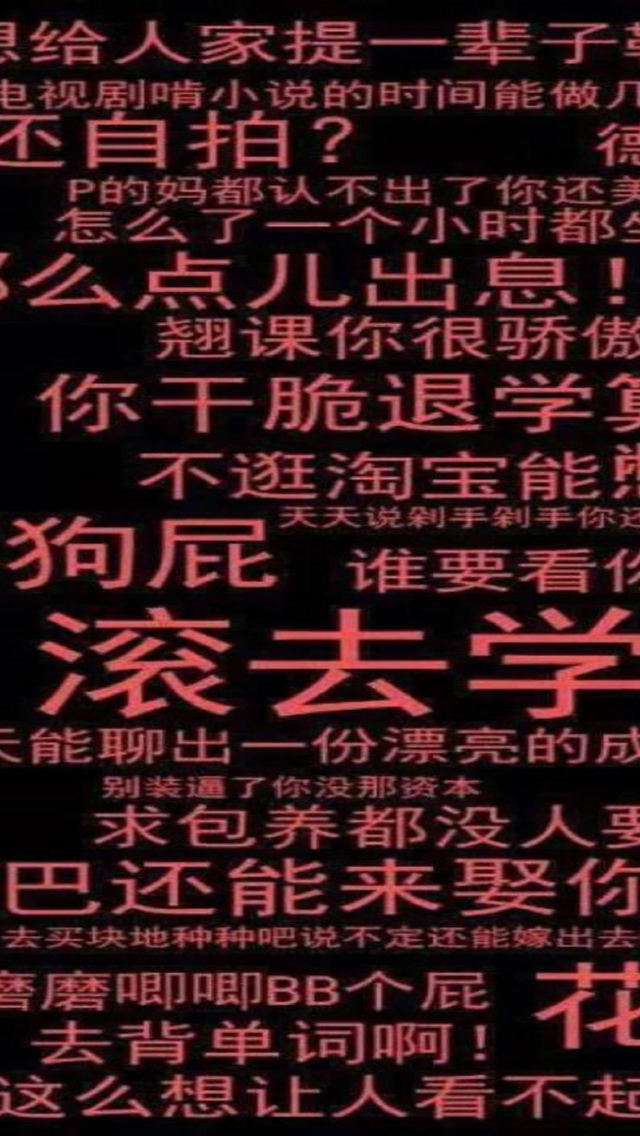 想给人家提一辈子鞋
电视剧啃小说的时间能做几
还自拍？
德
P的妈都认不出了你还美
怎么了一个小时都坐
那么点儿出息！
翘课你很骄傲
你干脆退学算
不逛淘宝能憋
天天说剁手剁手你还
狗屁
谁要看你
滚去学
天能聊出一份漂亮的成
别装逼了你没那资本
求包养都没人要
巴还能来娶你
去买块地种种吧说不定还能嫁出去
磨磨唧唧BB个屁
花
去背单词啊！
这么想让人看不起